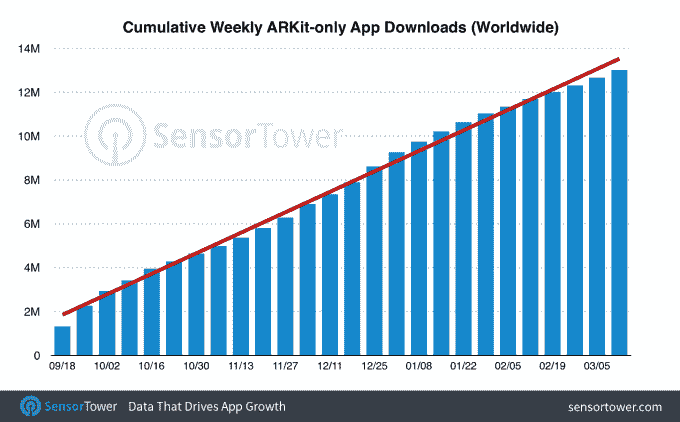 Cumulative Weekly ARKit-only App Downloads (Worldwide)
14M
12M
10M
8M
6M
4M
2M
0
SensorTower
09/18 10/02 10/16 10/30 11/13 11/27 12/11 12/25 01/08 01/22 02/05 02/19 03/05
SensorTower Data That Drives App Growth sensortower.com